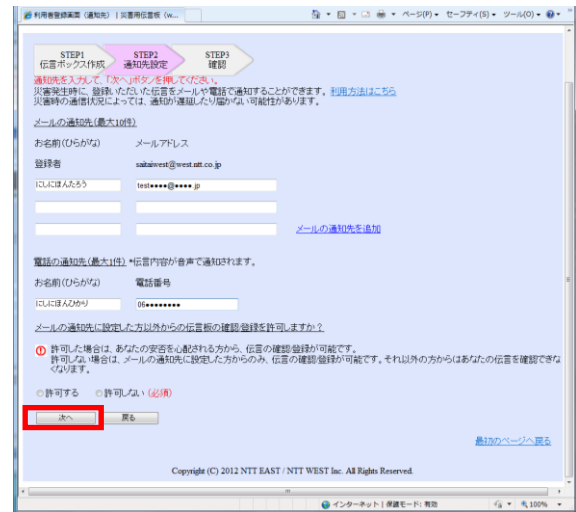 利用者登録画面（通知先） | 災害用伝言板（w...
ページ(P) セーフティ(S) ツール(O)
STEP1 STEP2 STEP3
伝言ボックス作成 通知先設定 確認
通知先を入力して、「次へ」ボタンを押してください。
災害発生時に、登録いただいた伝言をメールや電話で通知することができます。 利用方法はこちら
災害時の通信状況によっては、通知が遅延したり届かない可能性があります。
メールの通知先(最大10件)
お名前(ひらがな) メールアドレス
登録者 saitaiwest@west.ntt.co.jp
にしにほんたろう test●●●●@●●●●.jp
メールの通知先を追加
電話の通知先(最大1件) *伝言内容が音声で通知されます。
お名前(ひらがな) 電話番号
にしにほんひかり 06●●●●●●●●
メールの通知先に設定した方以外からの伝言板の確認/登録を許可しますか？
許可した場合は、あなたの安否を心配される方から、伝言の確認/登録が可能です。
許可しない場合は、メールの通知先に設定した方からのみ、伝言の確認/登録が可能です。それ以外の方からはあなたの伝言を確認できな
くなります。
許可する 許可しない (必須)
次へ 戻る
最初のページへ戻る
Copyright (C) 2012 NTT EAST / NTT WEST Inc. All Rights Reserved.
インターネット | 保護モード: 有効 100%